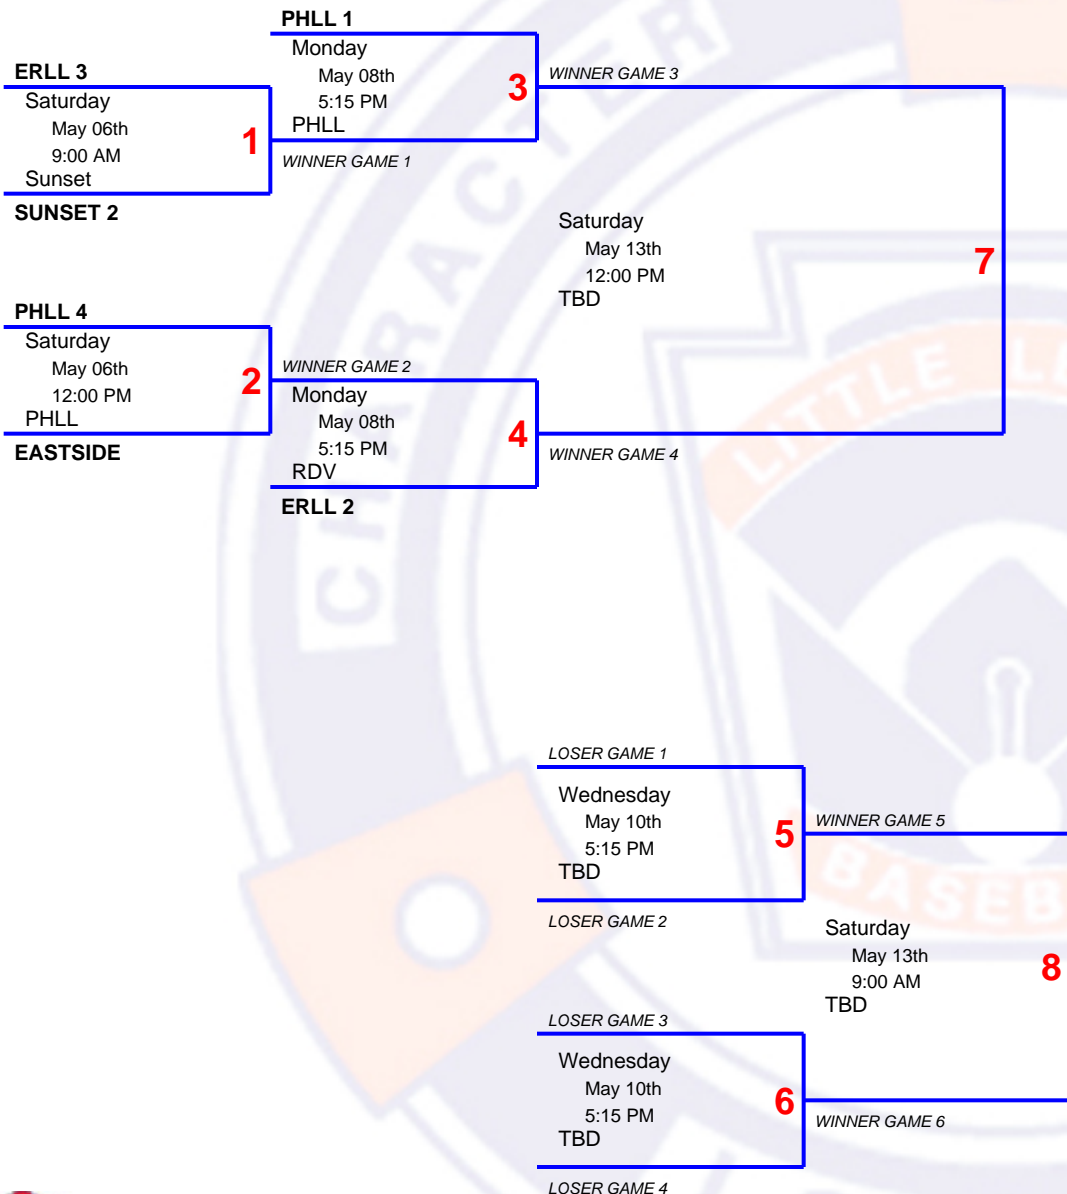 PHLL 1
Monday
May 08th
5:15 PM
PHLL
3
WINNER GAME 3
ERLL 3
Saturday
May 06th
9:00 AM
Sunset
1
SUNSET 2
WINNER GAME 1
Saturday
May 13th
12:00 PM
TBD
7
PHLL 4
Saturday
May 06th
12:00 PM
PHLL
2
EASTSIDE
WINNER GAME 2
Monday
May 08th
5:15 PM
RDV
4
ERLL 2
WINNER GAME 4
LOSER GAME 1
Wednesday
May 10th
5:15 PM
TBD
5
LOSER GAME 2
WINNER GAME 5
Saturday
May 13th
9:00 AM
TBD
8
LOSER GAME 3
Wednesday
May 10th
5:15 PM
TBD
6
LOSER GAME 4
WINNER GAME 6
CHARACTER
LITTLE LE
BASEB